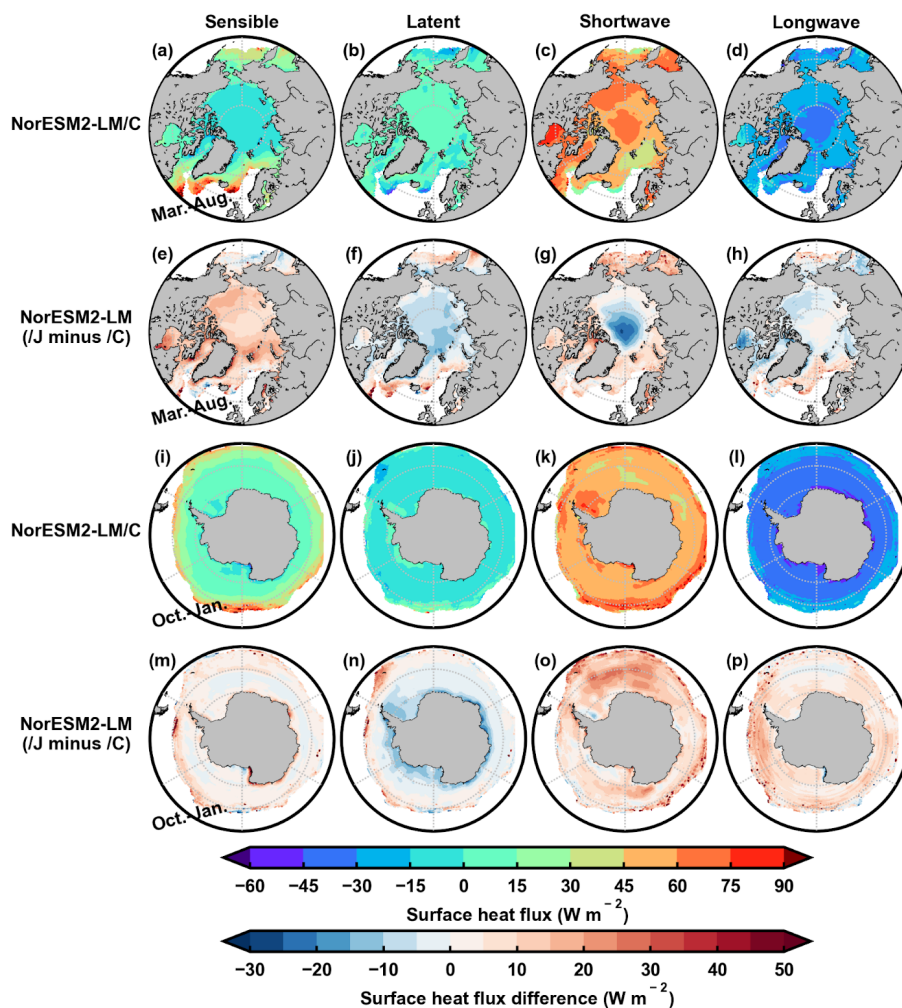 Sensible Latent Shortwave Longwave
(a) (b) (c) (d)
NorESM2-LM/C
Mar.-Aug.
(e) (f) (g) (h)
NorESM2-LM
(/J minus /C)
Mar.-Aug.
(i) (j) (k) (l)
NorESM2-LM/C
Oct.-Jan.
(m) (n) (o) (p)
NorESM2-LM
(/J minus /C)
Oct.-Jan.
−60 −45 −30 −15 0 15 30 45 60 75 90
Surface heat flux (W m⁻²)
−30 −20 −10 0 10 20 30 40 50
Surface heat flux difference (W m⁻²)